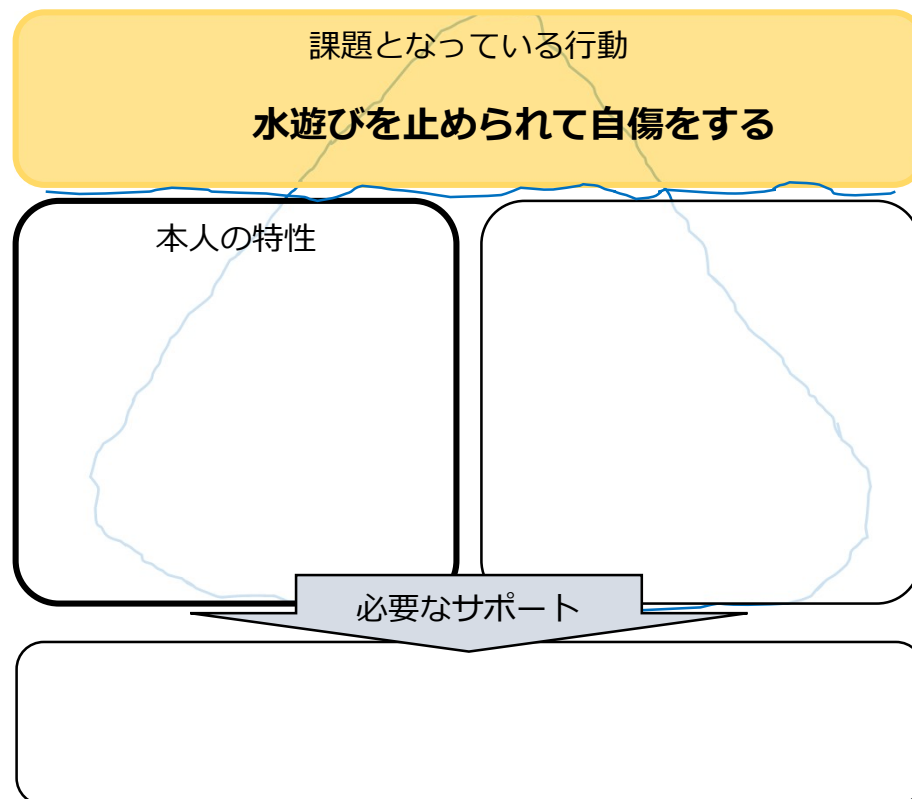 課題となっている行動
水遊びを止められて自傷をする
本人の特性
必要なサポート